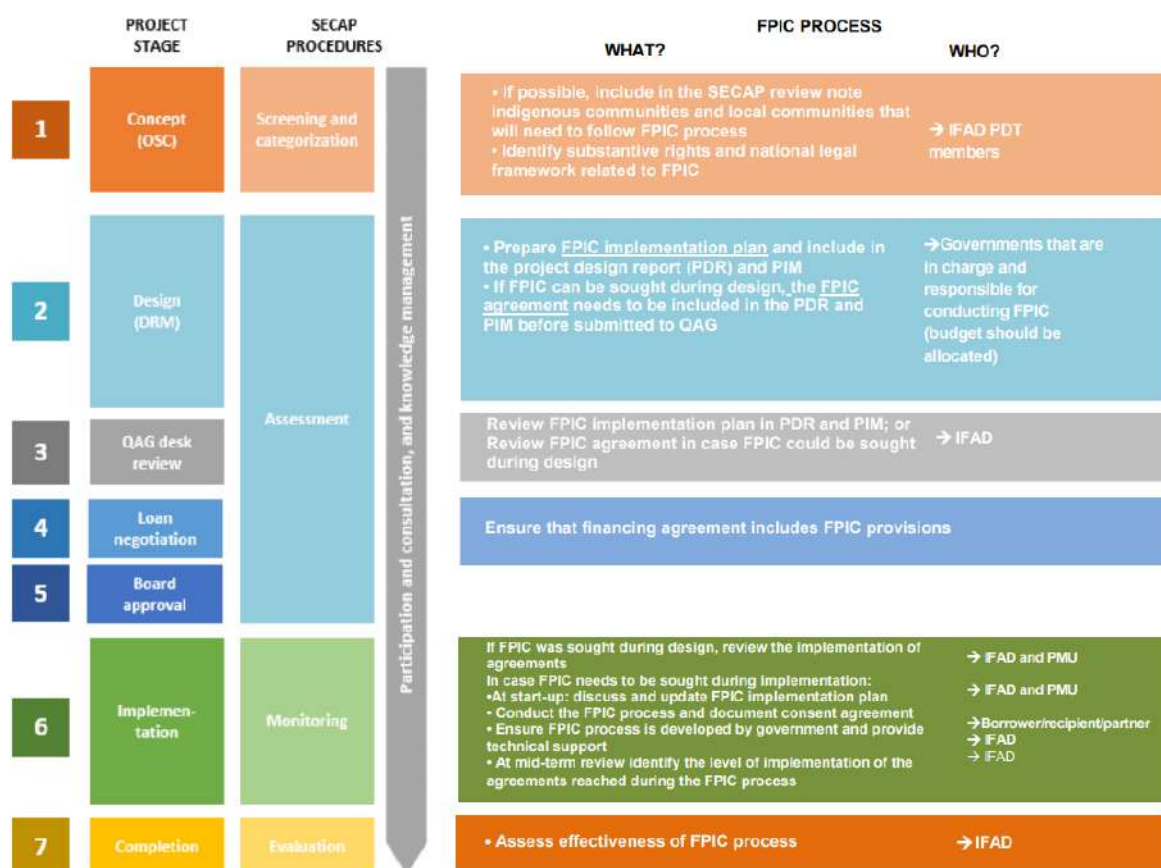 PROJECT
STAGE
SECAP
PROCEDURES
FPIC PROCESS
WHAT?
WHO?
1
Concept
(OSC)
Screening and
categorization
• If possible, include in the SECAP review note
indigenous communities and local communities that
will need to follow FPIC process
• Identify substantive rights and national legal
framework related to FPIC
→ IFAD PDT
members
Participation and consultation, and knowledge management
2
Design
(DRM)
Assessment
• Prepare FPIC implementation plan and include in
the project design report (PDR) and PIM
• If FPIC can be sought during design, the FPIC
agreement needs to be included in the PDR and
PIM before submitted to QAG
→Governments that are
in charge and
responsible for
conducting FPIC
(budget should be
allocated)
3
QAG desk
review
Review FPIC implementation plan in PDR and PIM; or
Review FPIC agreement in case FPIC could be sought
during design
→ IFAD
4
Loan
negotiation
Ensure that financing agreement includes FPIC provisions
5
Board
approval
6
Implemen-
tation
Monitoring
If FPIC was sought during design, review the implementation of
agreements
In case FPIC needs to be sought during implementation:
•At start-up: discuss and update FPIC implementation plan
• Conduct the FPIC process and document consent agreement
• Ensure FPIC process is developed by government and provide
technical support
• At mid-term review identify the level of implementation of the
agreements reached during the FPIC process
→ IFAD and PMU
→ IFAD and PMU
→Borrower/recipient/partner
→ IFAD
→ IFAD
7
Completion
Evaluation
• Assess effectiveness of FPIC process
→ IFAD